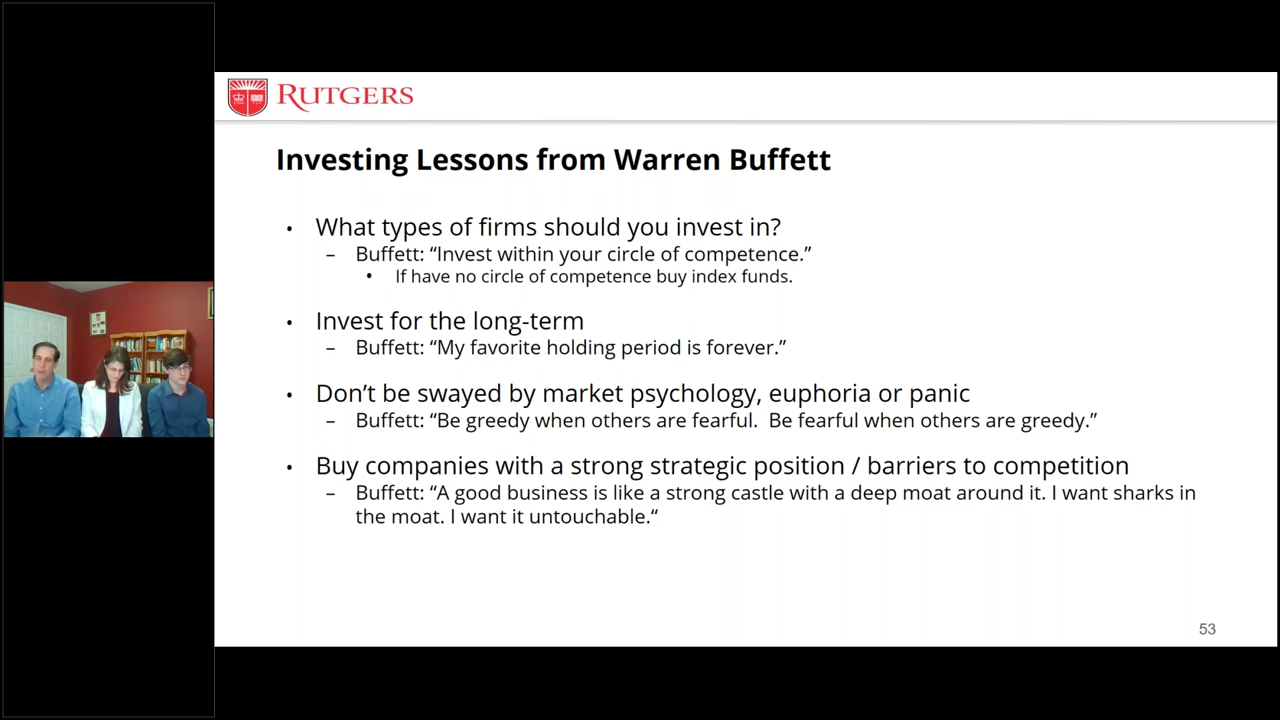 RUTGERS
Investing Lessons from Warren Buffett
• What types of firms should you invest in?
– Buffett: “Invest within your circle of competence.”
• If have no circle of competence buy index funds.
• Invest for the long-term
– Buffett: “My favorite holding period is forever.”
• Don’t be swayed by market psychology, euphoria or panic
– Buffett: “Be greedy when others are fearful.  Be fearful when others are greedy.”
• Buy companies with a strong strategic position / barriers to competition
– Buffett: “A good business is like a strong castle with a deep moat around it. I want sharks in
the moat. I want it untouchable.“
53